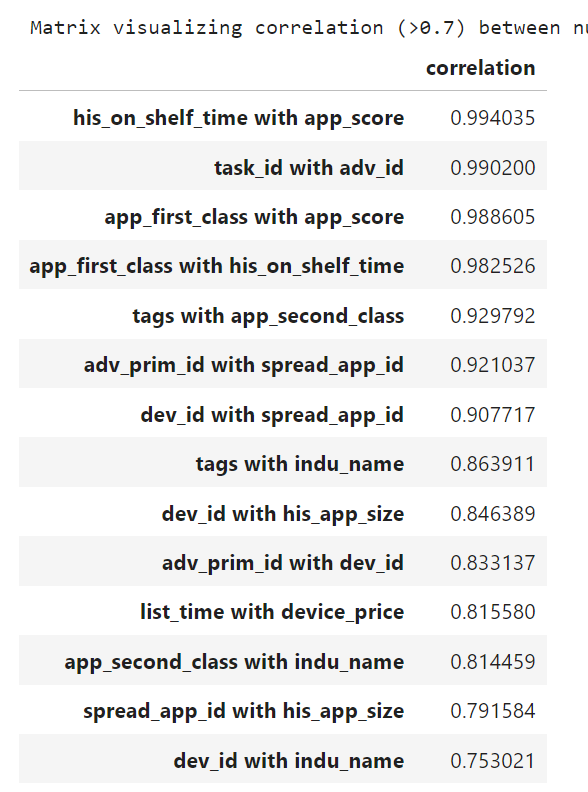 Matrix visualizing correlation (>0.7) between
correlation
his_on_shelf_time with app_score 0.994035
task_id with adv_id 0.990200
app_first_class with app_score 0.988605
app_first_class with his_on_shelf_time 0.982526
tags with app_second_class 0.929792
adv_prim_id with spread_app_id 0.921037
dev_id with spread_app_id 0.907717
tags with indu_name 0.863911
dev_id with his_app_size 0.846389
adv_prim_id with dev_id 0.833137
list_time with device_price 0.815580
app_second_class with indu_name 0.814459
spread_app_id with his_app_size 0.791584
dev_id with indu_name 0.753021